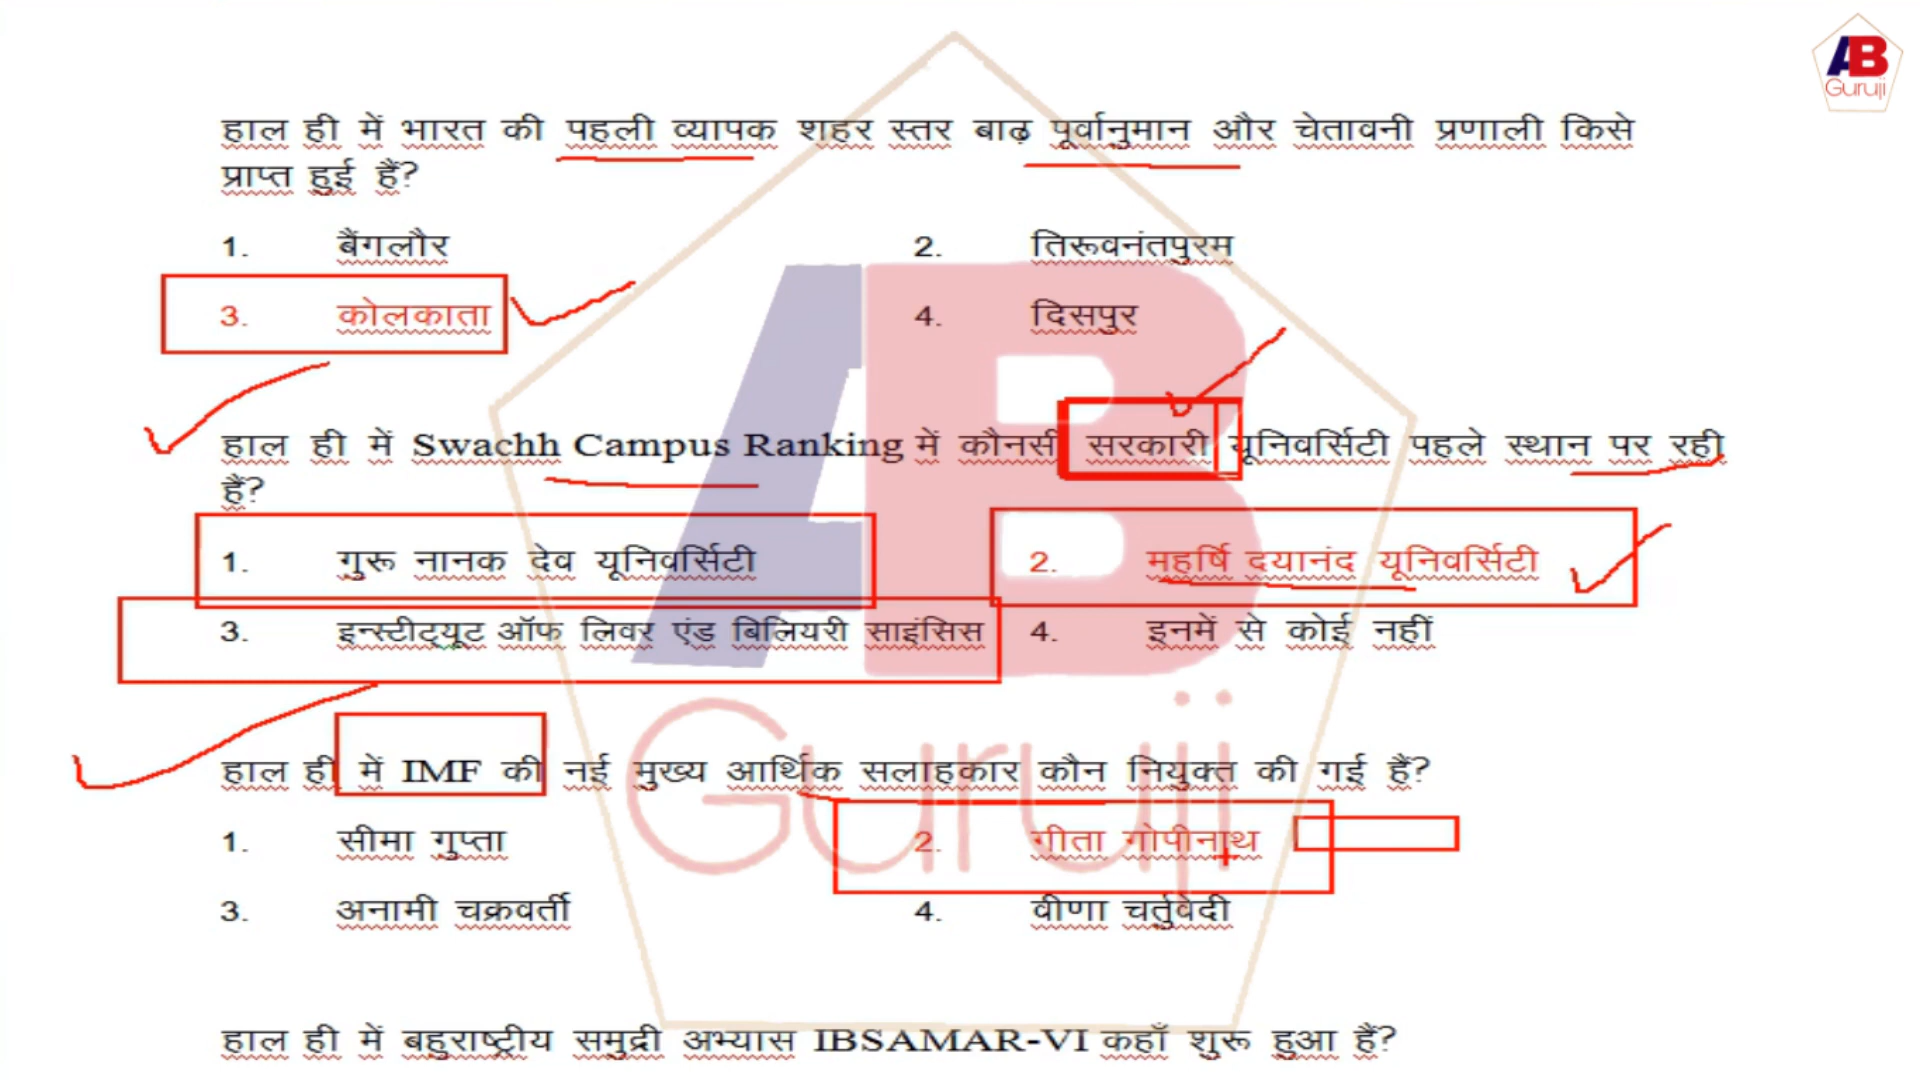 AB
Guruji
हाल ही में भारत की पहली व्यापक शहर स्तर बाढ़ पूर्वानुमान और चेतावनी प्रणाली किसे
प्राप्त हुई हैं?
1. बैंगलौर 2. तिरूवनंतपुरम
3. कोलकाता 4. दिसपुर
हाल ही में Swachh Campus Ranking में कौनसी सरकारी यूनिवर्सिटी पहले स्थान पर रही
हैं?
1. गुरू नानक देव यूनिवर्सिटी 2. महर्षि दयानंद यूनिवर्सिटी
3. इन्स्टीट्यूट ऑफ लिवर एंड बिलियरी साइंसिस 4. इनमें से कोई नहीं
हाल ही में IMF की नई मुख्य आर्थिक सलाहकार कौन नियुक्त की गई हैं?
1. सीमा गुप्ता 2. गीता गोपीनाथ
3. अनामी चक्रवर्ती 4. वीणा चर्तुवेदी
हाल ही में बहुराष्ट्रीय समुद्री अभ्यास IBSAMAR-VI कहाँ शुरू हुआ हैं?
AB
Guruji